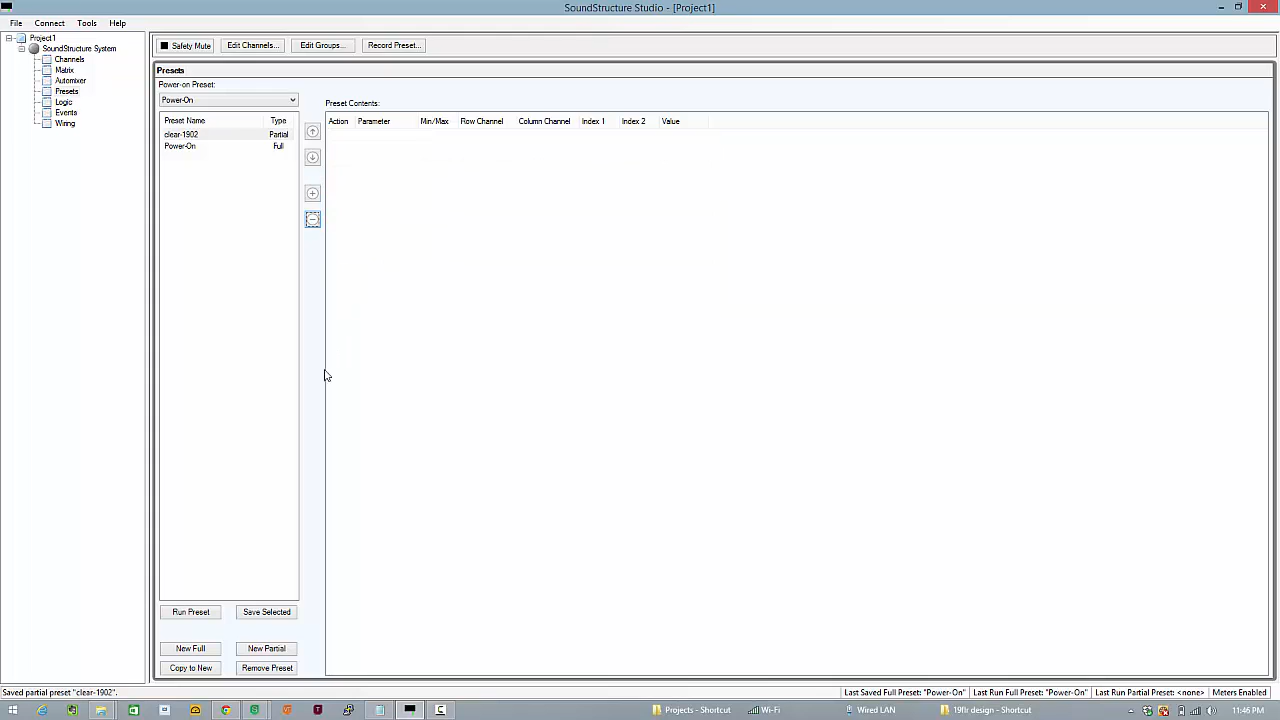 SoundStructure Studio - [Project1]
File Connect Tools Help
Project1
SoundStructure System
Channels
Matrix
Automixer
Presets
Logic
Events
Wiring
Safety Mute Edit Channels... Edit Groups... Record Preset...
Presets
Power-on Preset:
Power-On
Preset Name Type
clear-1902 Partial
Power-On Full
Preset Contents:
Action Parameter Min/Max Row Channel Column Channel Index 1 Index 2 Value
Run Preset Save Selected
New Full New Partial
Copy to New Remove Preset
Saved partial preset "clear-1902". Last Saved Full Preset: "Power-On" Last Run Full Preset: "Power-On" Last Run Partial Preset: <none> Meters Enabled
Projects - Shortcut Wi-Fi Wired LAN 19flr design - Shortcut 11:46 PM